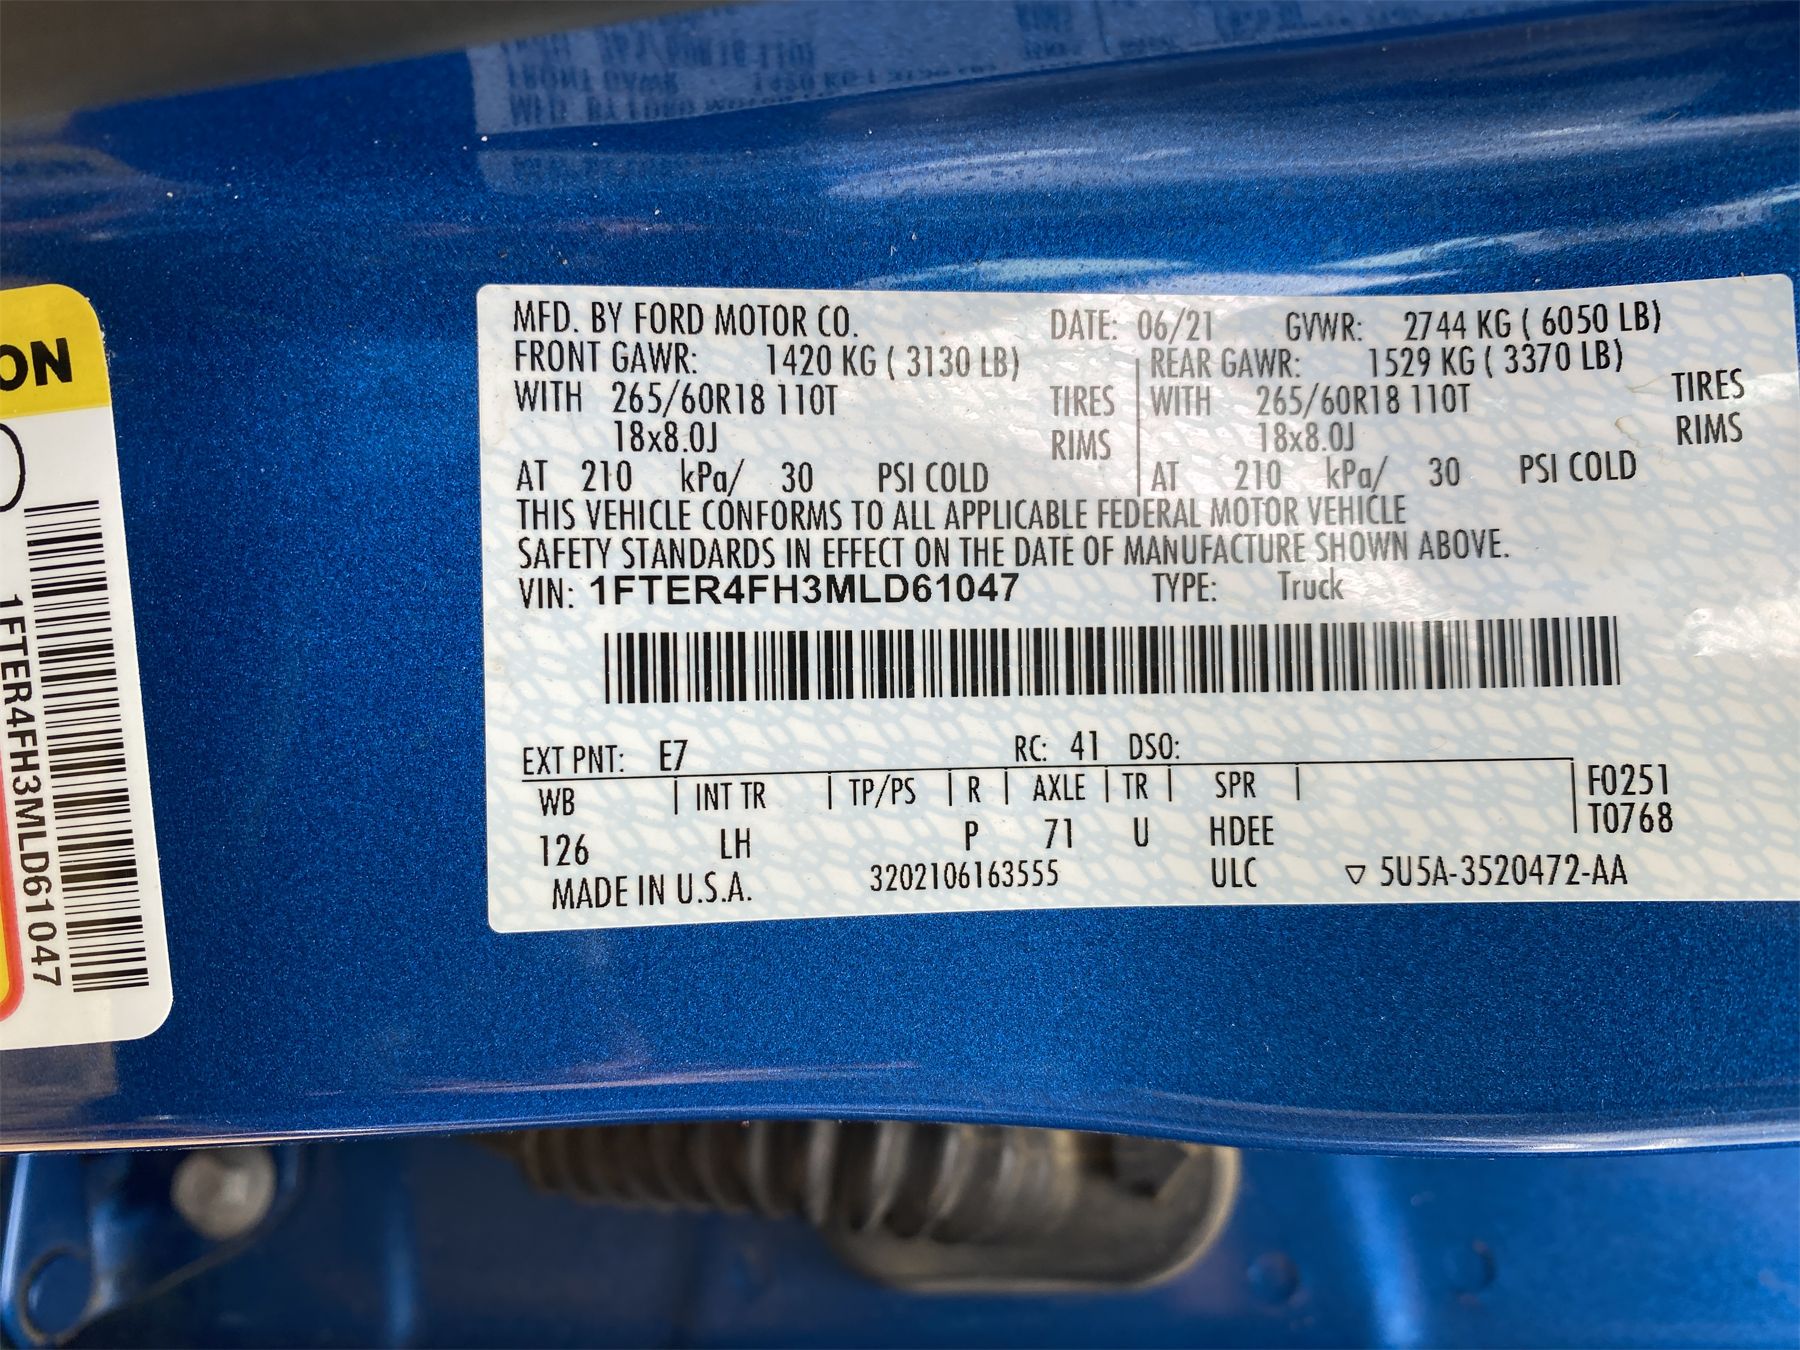 MFD. BY FORD MOTOR CO. DATE: 06/21 GVWR: 2744 KG ( 6050 LB)
FRONT GAWR: 1420 KG ( 3130 LB) REAR GAWR: 1529 KG ( 3370 LB)
WITH 265/60R18 110T TIRES WITH 265/60R18 110T TIRES
18x8.0J RIMS 18x8.0J RIMS
AT 210 kPa/ 30 PSI COLD AT 210 kPa/ 30 PSI COLD
THIS VEHICLE CONFORMS TO ALL APPLICABLE FEDERAL MOTOR VEHICLE
SAFETY STANDARDS IN EFFECT ON THE DATE OF MANUFACTURE SHOWN ABOVE.
VIN: 1FTER4FH3MLD61047 TYPE: Truck
EXT PNT: E7 RC: 41 DSO:
WB INT TR TP/PS R AXLE TR SPR F0251
126 LH P 71 U HDEE T0768
MADE IN U.S.A. 3202106163555 ULC ▽ 5U5A-3520472-AA
ON
1FTER4FH3MLD61047